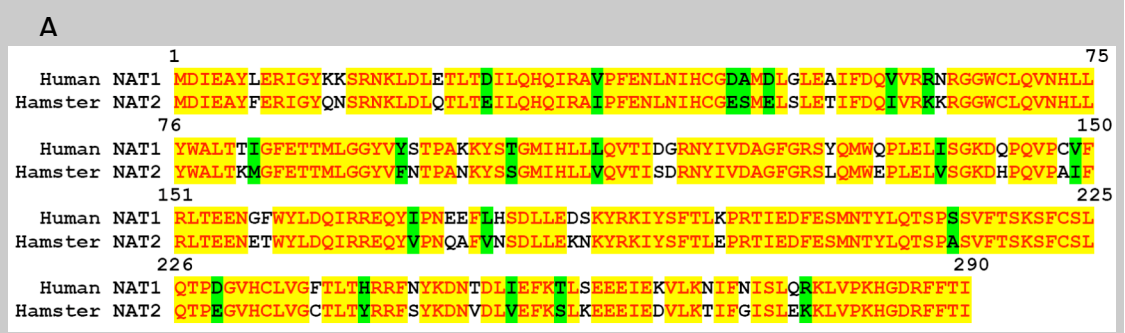 A
1 75
Human NAT1 MDIEAYLERIGYKKSRNKLDLETLTDILQHQIRAVPFENLNIHCGDAMDLGLEAIFDQVVRRNRGGWCLQVNHLL
Hamster NAT2 MDIEAYFERIGYQNSRNKLDLQTLTEILQHQIRAIPFENLNIHCGESMELSLETIFDQIVRKKRGGWCLQVNHLL
76 150
Human NAT1 YWALTTIGFETTMLGGYVYSTPAKKYSTGMIHLLLQVTIDGRNYIVDAGFGRSYQMWQPLELISGKDQPQVPCVF
Hamster NAT2 YWALTKMGFETTMLGGYVFNTPANKYSSGMIHLLVQVTISDRNYIVDAGFGRSLQMWEPLELVSGKDHPQVPAIF
151 225
Human NAT1 RLTEENGFWYLDQIRREQYIPNEEFLHSDLLEDSKYRKIYSFTLKPRTIEDFESMNTYLQTSPSSVFTSKSFCSL
Hamster NAT2 RLTEENETWYLDQIRREQYVPNQAFVNSDLLEKNKYRKIYSFTLEPRTIEDFESMNTYLQTSPASVFTSKSFCSL
226 290
Human NAT1 QTPDGVHCLVGFTLTHRRFNYKDNTDLIEFKTLSEEEIEKVLKNIFNISLQRKLVPKHGDRFFTI
Hamster NAT2 QTPEGVHCLVGCTLTYRRFSYKDNVDLVEFKSLKEEEIEDVLKTIFGISLEKKLVPKHGDRFFTI